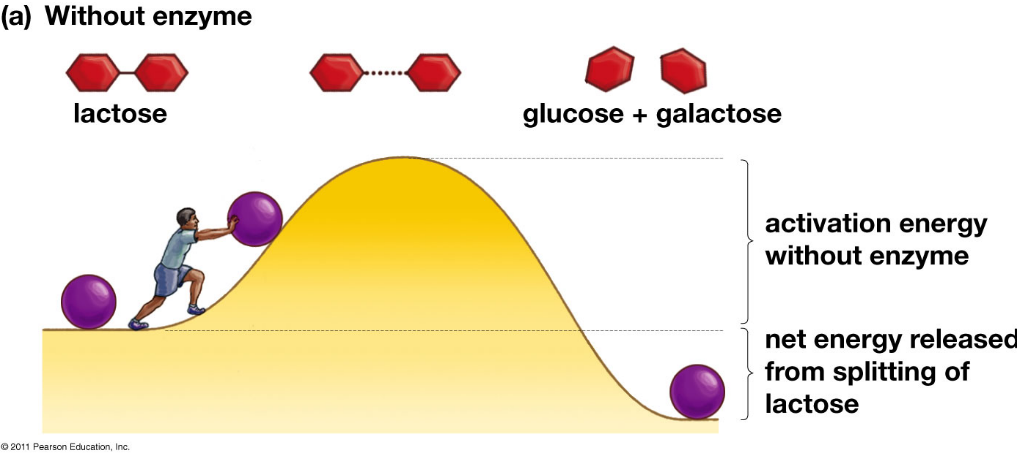 (a) Without enzyme
lactose
glucose + galactose
activation energy
without enzyme
net energy released
from splitting of
lactose
© 2011 Pearson Education, Inc.